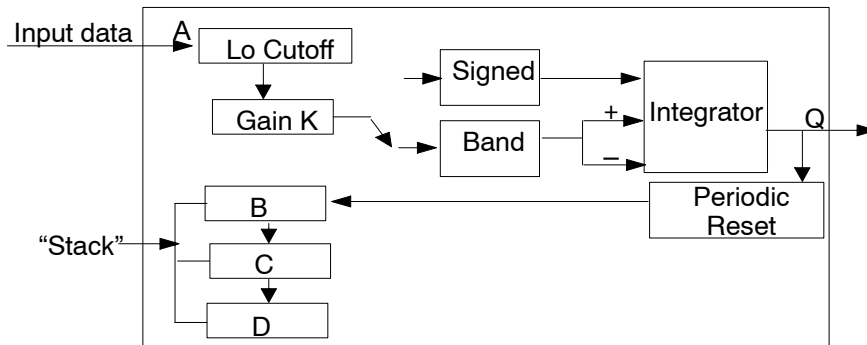 Input data
A
Lo Cutoff
Signed
Integrator
Gain K
+
Band
−
Q
B
Periodic
Reset
“Stack”
C
D